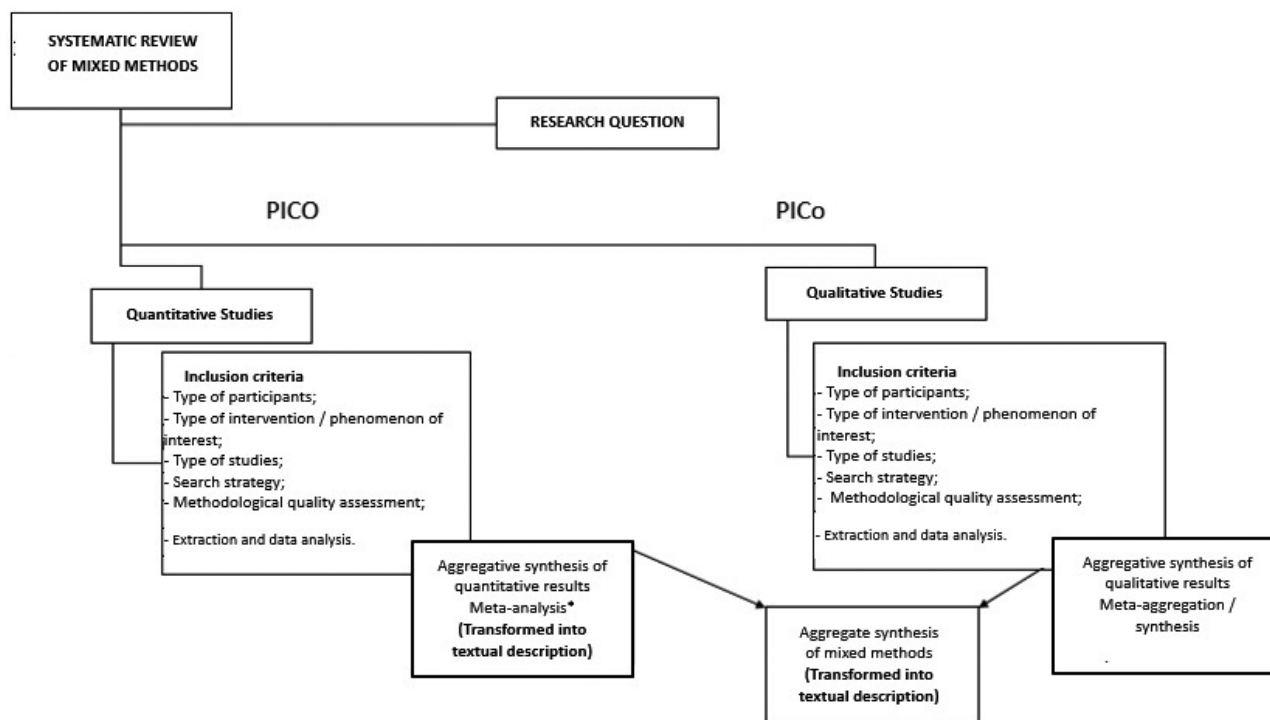 SYSTEMATIC REVIEW
OF MIXED METHODS
RESEARCH QUESTION
PICO
PICo
Quantitative Studies
Qualitative Studies
Inclusion criteria
- Type of participants;
- Type of intervention / phenomenon of
interest;
- Type of studies;
- Search strategy;
- Methodological quality assessment;
- Extraction and data analysis.
Inclusion criteria
- Type of participants;
- Type of intervention / phenomenon of
interest;
- Type of studies;
- Search strategy;
- Methodological quality assessment;
- Extraction and data analysis.
Aggregative synthesis of
quantitative results
Meta-analysis*
(Transformed into
textual description)
Aggregate synthesis
of mixed methods
(Transformed into
textual description)
Aggregative synthesis of
qualitative results
Meta-aggregation /
synthesis